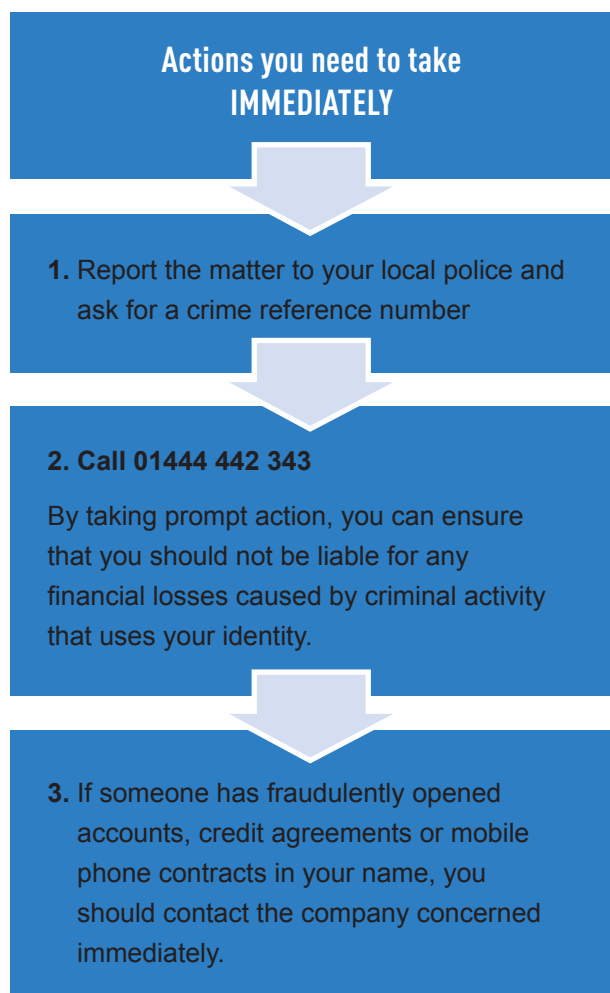 Actions you need to take
IMMEDIATELY
1. Report the matter to your local police and
ask for a crime reference number
2. Call 01444 442 343
By taking prompt action, you can ensure
that you should not be liable for any
financial losses caused by criminal activity
that uses your identity.
3. If someone has fraudulently opened
accounts, credit agreements or mobile
phone contracts in your name, you
should contact the company concerned
immediately.